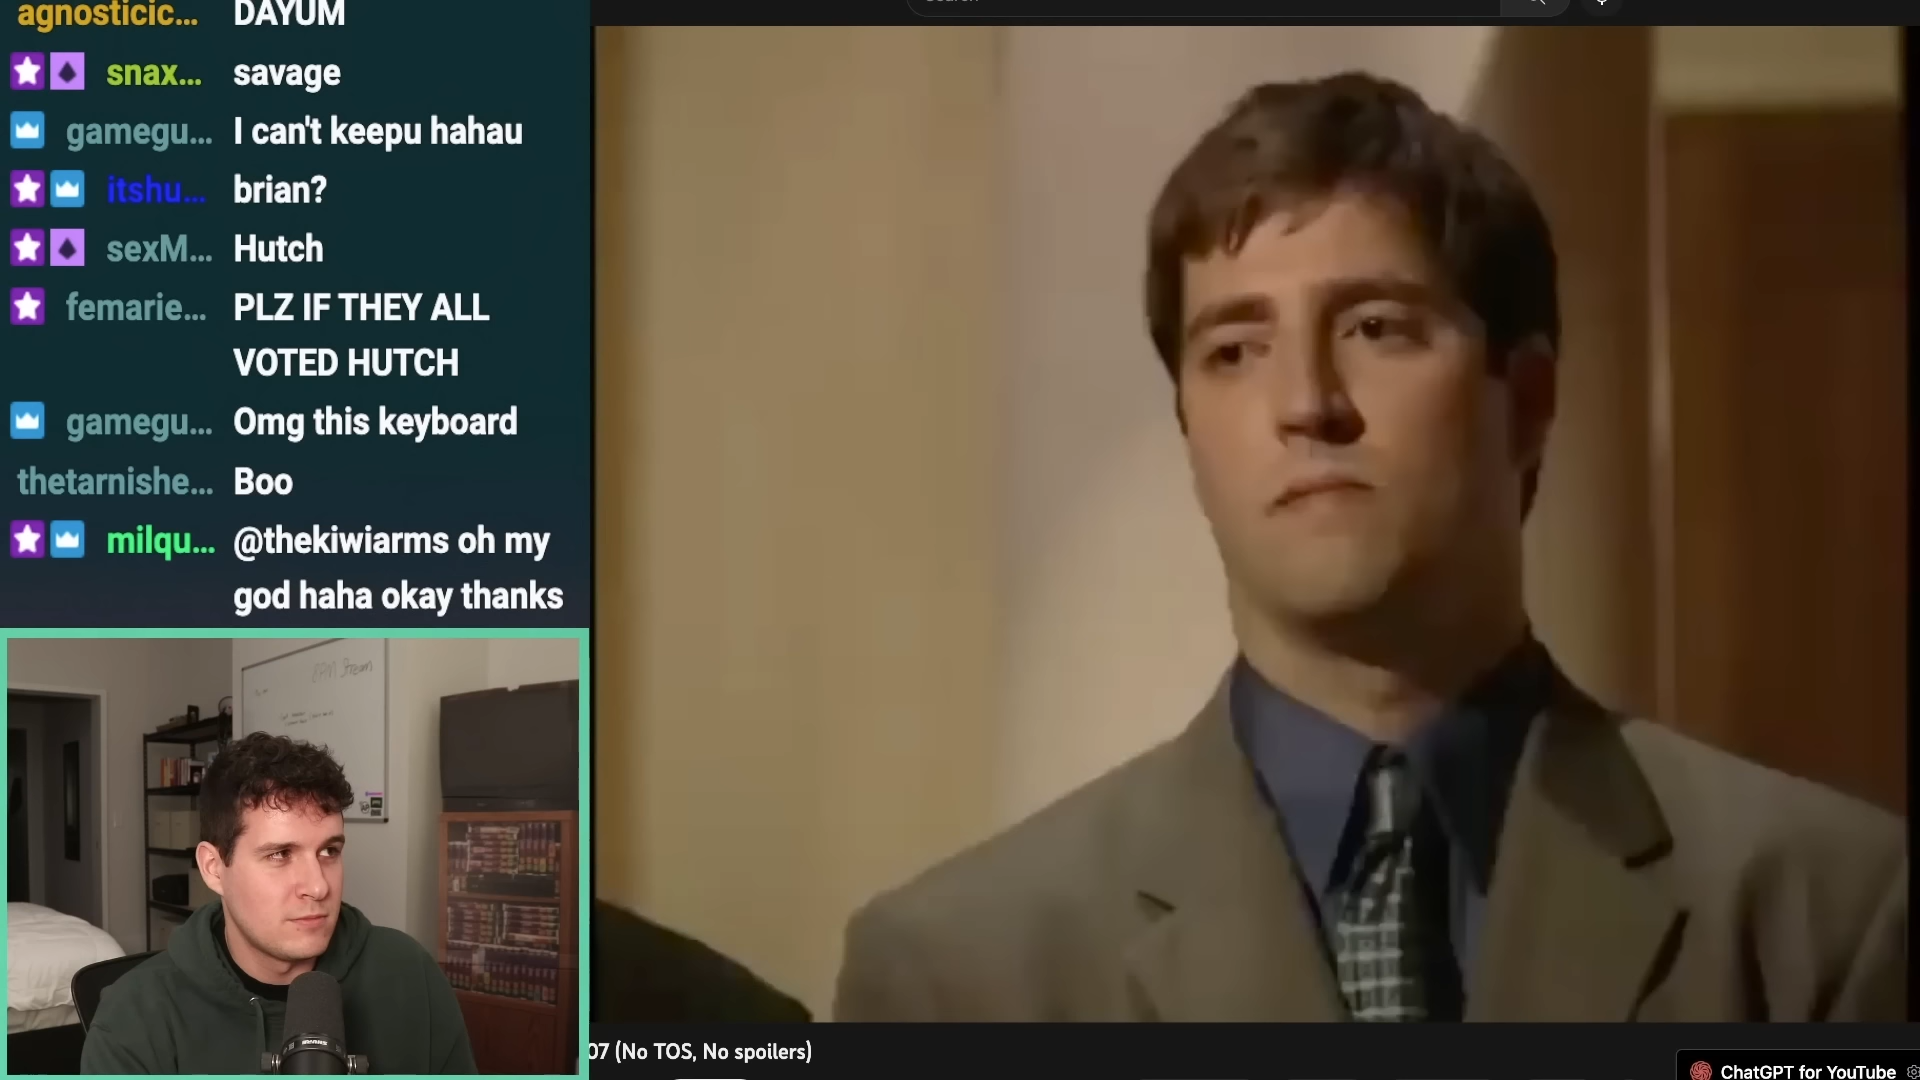 agnosticic... DAYUM
Search
snax... savage
gamegu... I can't keepu hahau
itshu... brian?
sexM... Hutch
femarie... PLZ IF THEY ALL
VOTED HUTCH
gamegu... Omg this keyboard
thetarnishe... Boo
milqu... @thekiwiarms oh my
god haha okay thanks
07 (No TOS, No spoilers)
ChatGPT for YouTube